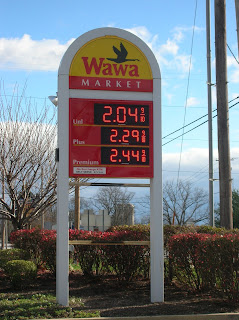 Wawa
MARKET
Unl 2.04 9/10
Plus 2.29 9/10
Premium 2.44 9/10